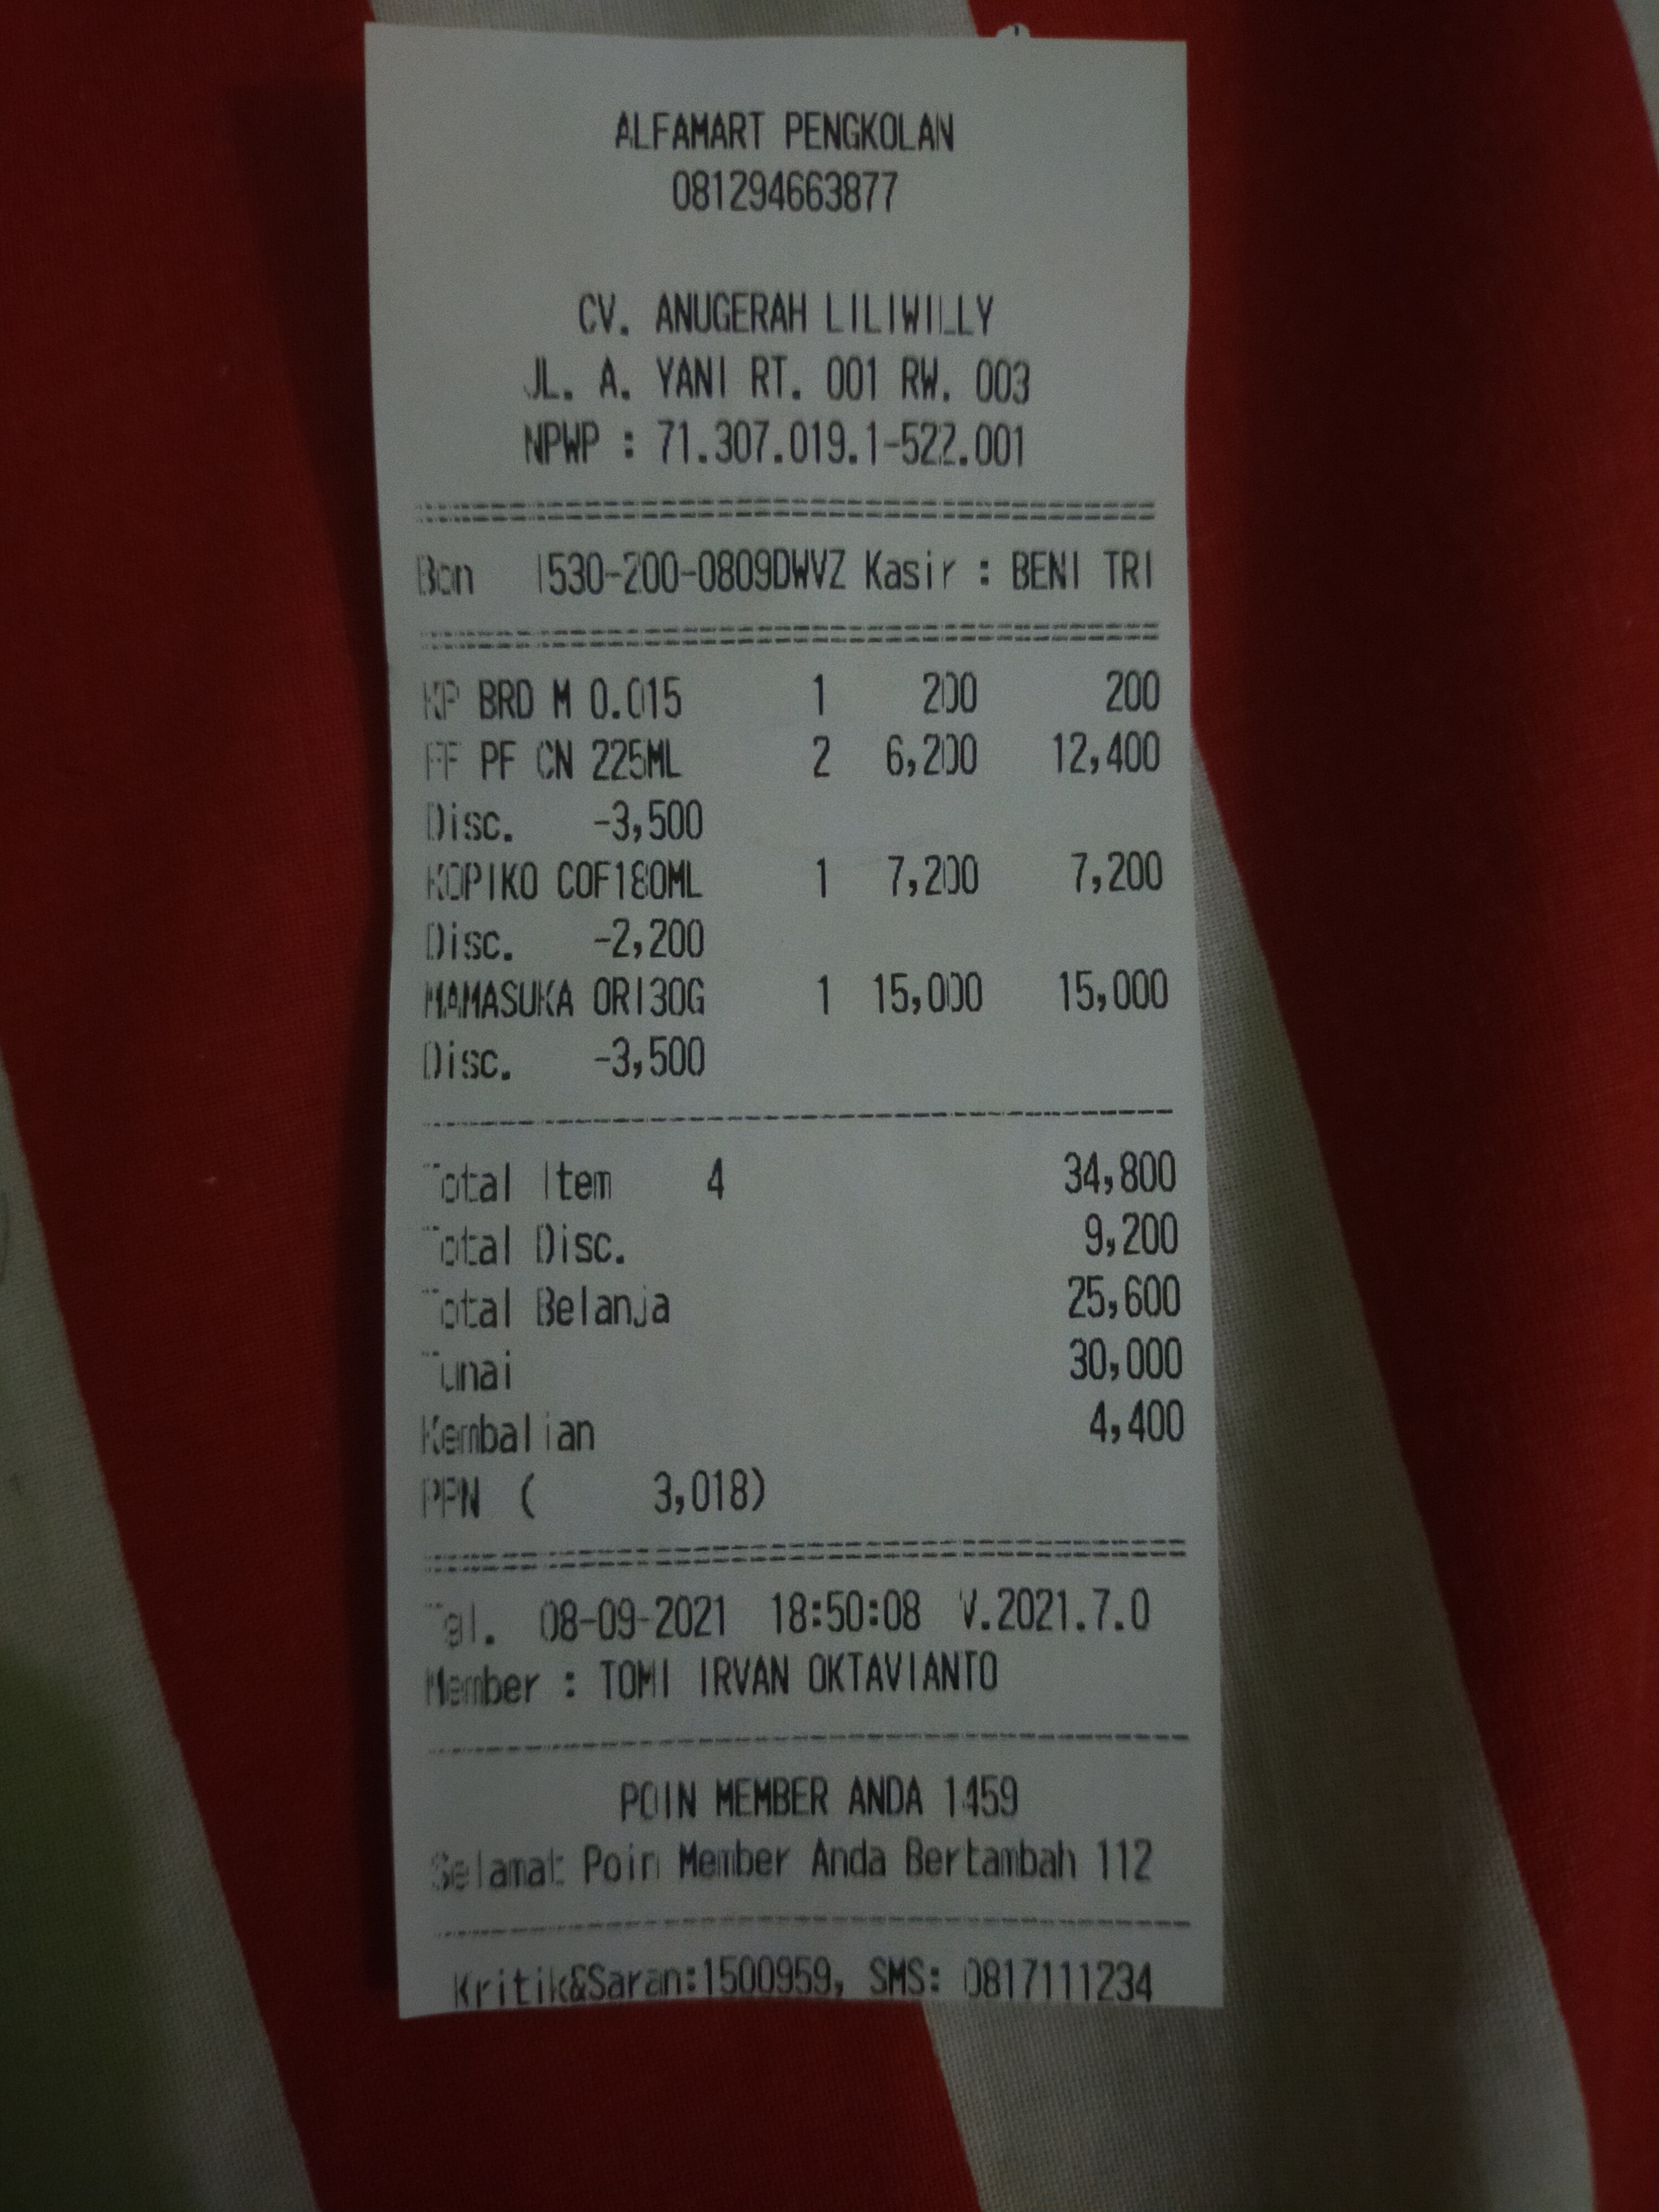 ALFAMART PENGKOLAN
081294663877
CV. ANUGERAH LILIWILLY
JL. A. YANI RT. 001 RW. 003
NPWP : 71.307.019.1-522.001
Bon 1530-200-0809DWVZ Kasir : BENI TRI
KP BRD M 0.015 1 200 200
FF PF CN 225ML 2 6,200 12,400
Disc. -3,500
KOPIKO COF180ML 1 7,200 7,200
Disc. -2,200
MAMASUKA ORI30G 1 15,000 15,000
Disc. -3,500
Total Item 4 34,800
Total Disc. 9,200
Total Belanja 25,600
Tunai 30,000
Kembalian 4,400
PPN ( 3,018)
Tgl. 08-09-2021 18:50:08 V.2021.7.0
Member : TOMI IRVAN OKTAVIANTO
POIN MEMBER ANDA 1459
Selamat Poin Member Anda Bertambah 112
Kritik&Saran:1500959, SMS: 0817111234